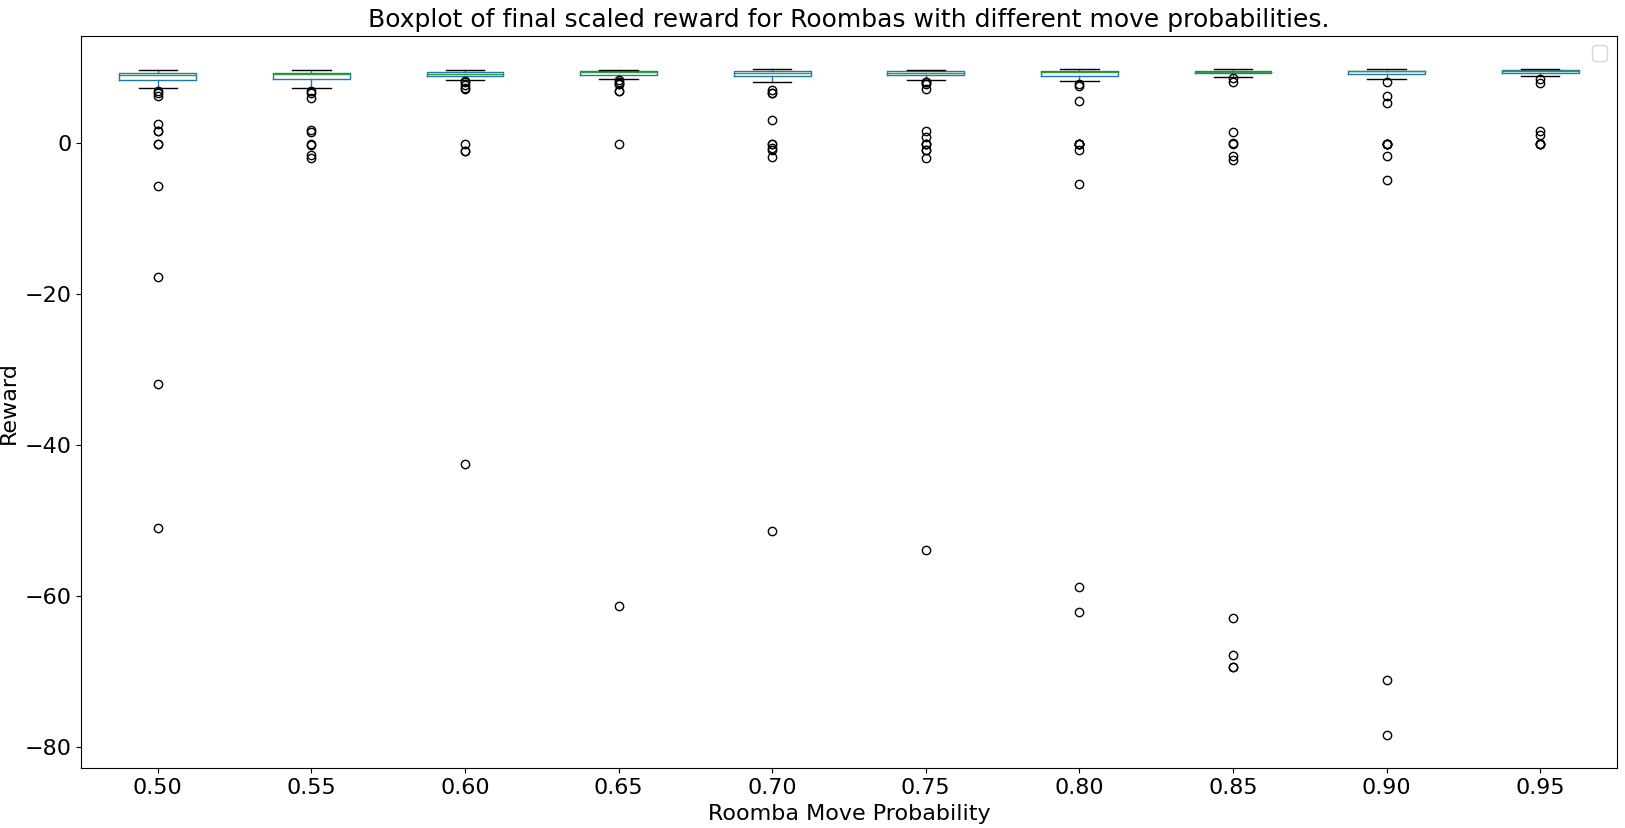 Boxplot of final scaled reward for Roombas with different move probabilities.
0
−20
−40
−60
−80
Reward
0.50 0.55 0.60 0.65 0.70 0.75 0.80 0.85 0.90 0.95
Roomba Move Probability